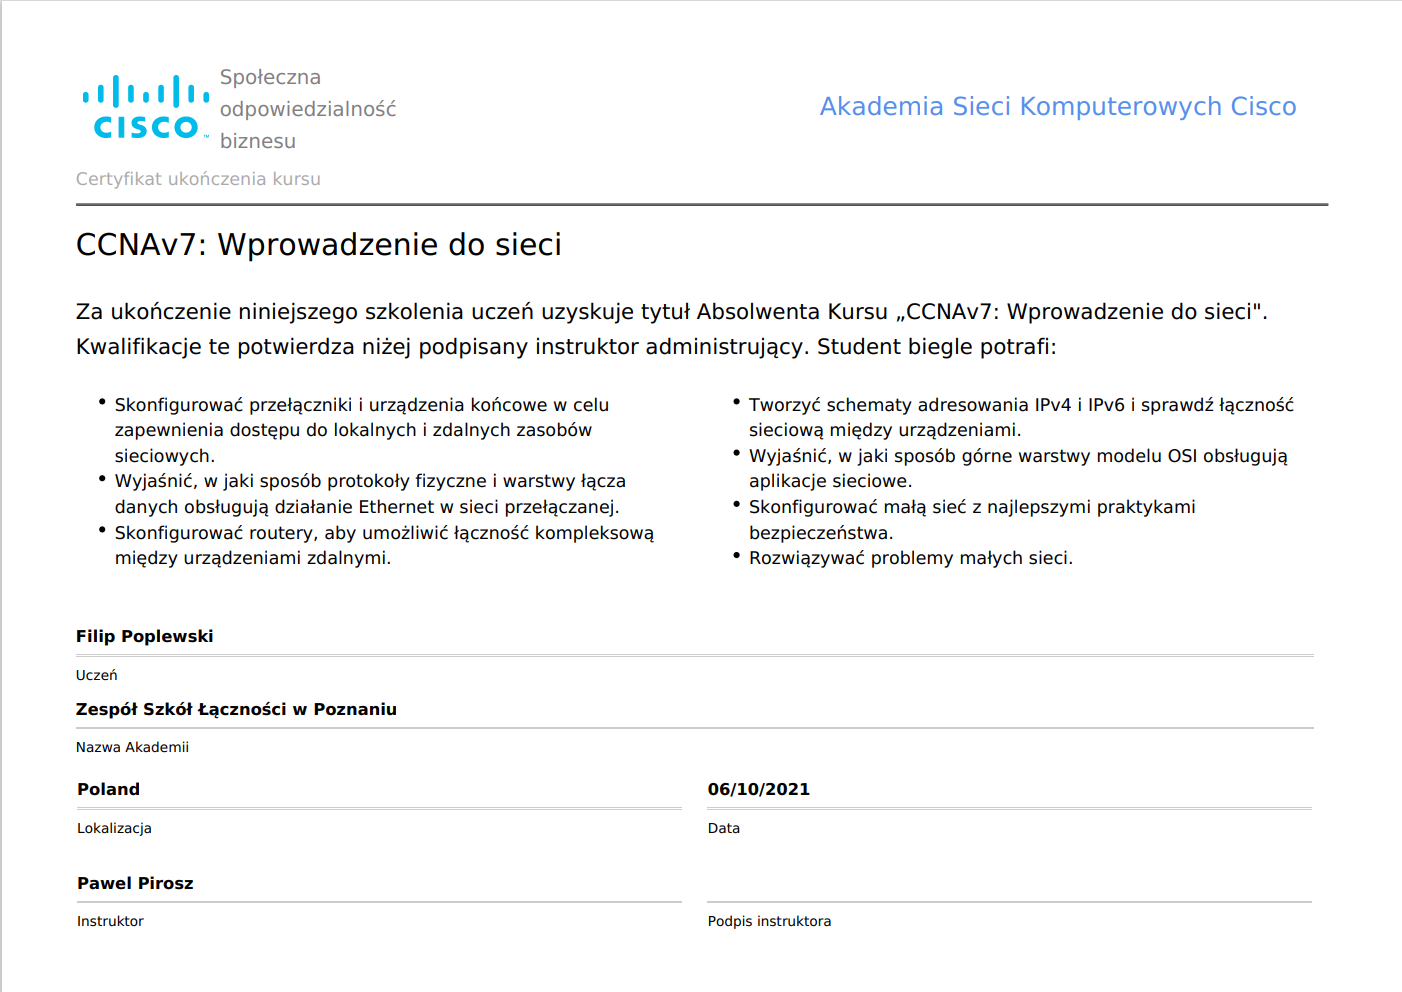 CISCO™
Społeczna
odpowiedzialność
biznesu
Akademia Sieci Komputerowych Cisco
Certyfikat ukończenia kursu
CCNAv7: Wprowadzenie do sieci
Za ukończenie niniejszego szkolenia uczeń uzyskuje tytuł Absolwenta Kursu „CCNAv7: Wprowadzenie do sieci".
Kwalifikacje te potwierdza niżej podpisany instruktor administrujący. Student biegle potrafi:
• Skonfigurować przełączniki i urządzenia końcowe w celu
zapewnienia dostępu do lokalnych i zdalnych zasobów
sieciowych.
• Wyjaśnić, w jaki sposób protokoły fizyczne i warstwy łącza
danych obsługują działanie Ethernet w sieci przełączanej.
• Skonfigurować routery, aby umożliwić łączność kompleksową
między urządzeniami zdalnymi.
• Tworzyć schematy adresowania IPv4 i IPv6 i sprawdź łączność
sieciową między urządzeniami.
• Wyjaśnić, w jaki sposób górne warstwy modelu OSI obsługują
aplikacje sieciowe.
• Skonfigurować małą sieć z najlepszymi praktykami
bezpieczeństwa.
• Rozwiązywać problemy małych sieci.
Filip Poplewski
Uczeń
Zespół Szkół Łączności w Poznaniu
Nazwa Akademii
Poland
Lokalizacja
06/10/2021
Data
Pawel Pirosz
Instruktor
Podpis instruktora